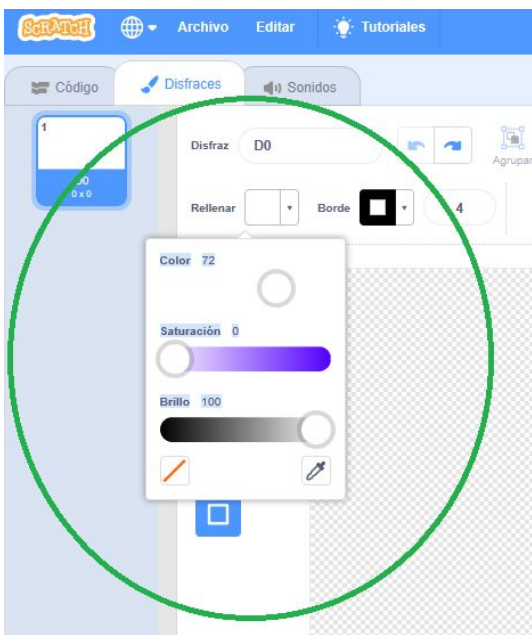 SCRATCH Archivo Editar Tutoriales
Código Disfraces Sonidos
1
D0
0 x 0
Disfraz D0
Agrupar
Rellenar Borde 4
Color 72
Saturación 0
Brillo 100